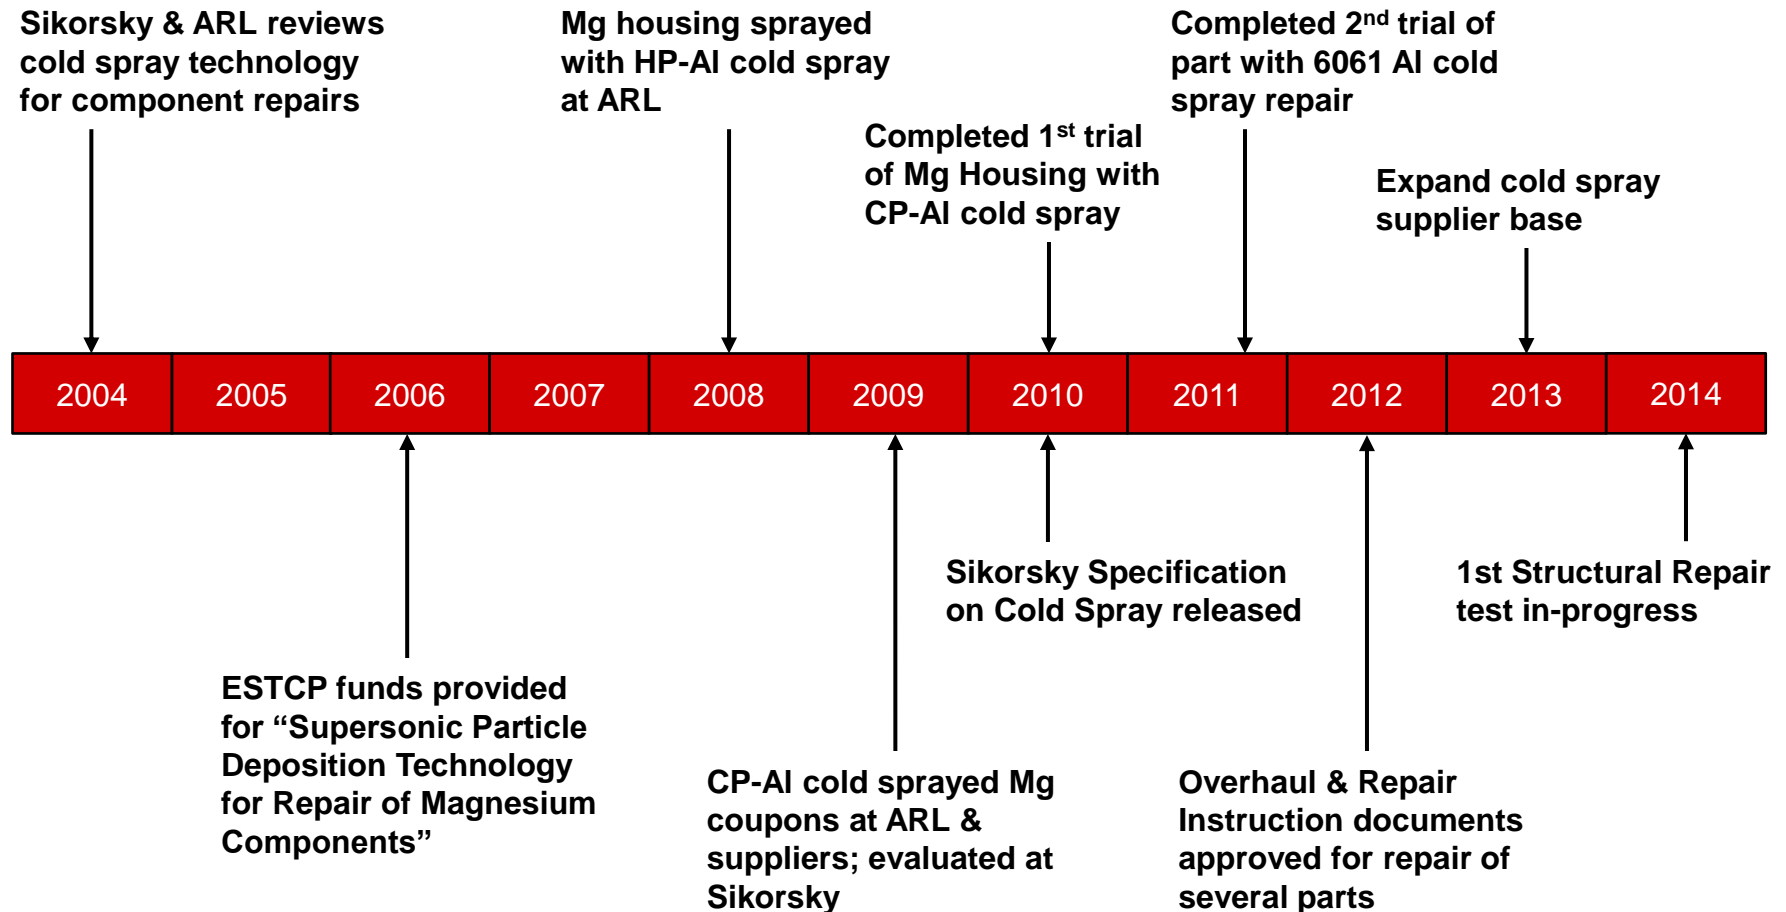 Sikorsky & ARL reviews
cold spray technology
for component repairs
Mg housing sprayed
with HP-Al cold spray
at ARL
Completed 1st trial
of Mg Housing with
CP-Al cold spray
Completed 2nd trial of
part with 6061 Al cold
spray repair
Expand cold spray
supplier base
2004 2005 2006 2007 2008 2009 2010 2011 2012 2013 2014
ESTCP funds provided
for “Supersonic Particle
Deposition Technology
for Repair of Magnesium
Components”
CP-Al cold sprayed Mg
coupons at ARL &
suppliers; evaluated at
Sikorsky
Sikorsky Specification
on Cold Spray released
Overhaul & Repair
Instruction documents
approved for repair of
several parts
1st Structural Repair
test in-progress